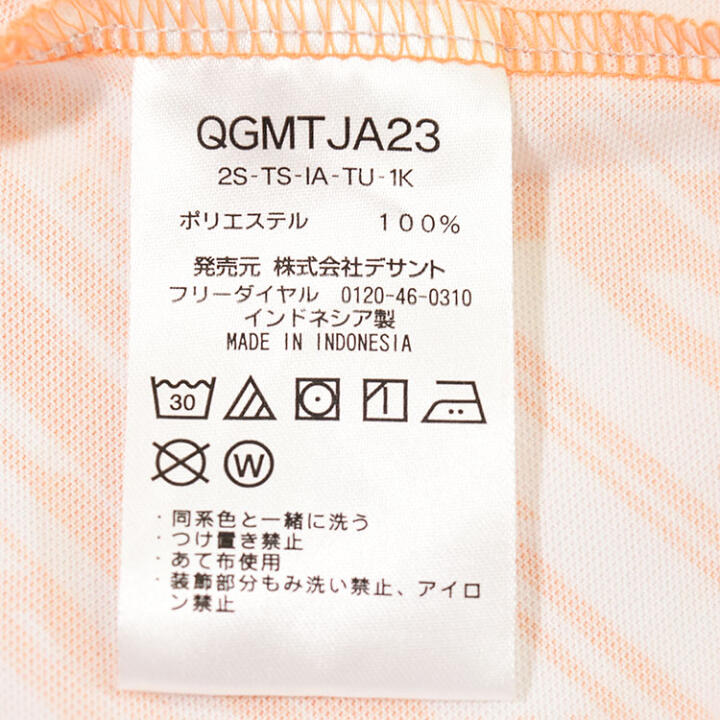 QGMTJA23
2S-TS-IA-TU-1K
ポリエステル 100%
発売元 株式会社デサント
フリーダイヤル 0120-46-0310
インドネシア製
MADE IN INDONESIA
30
W
・同系色と一緒に洗う
・つけ置き禁止
・あて布使用
・装飾部分もみ洗い禁止、アイロ
ン禁止